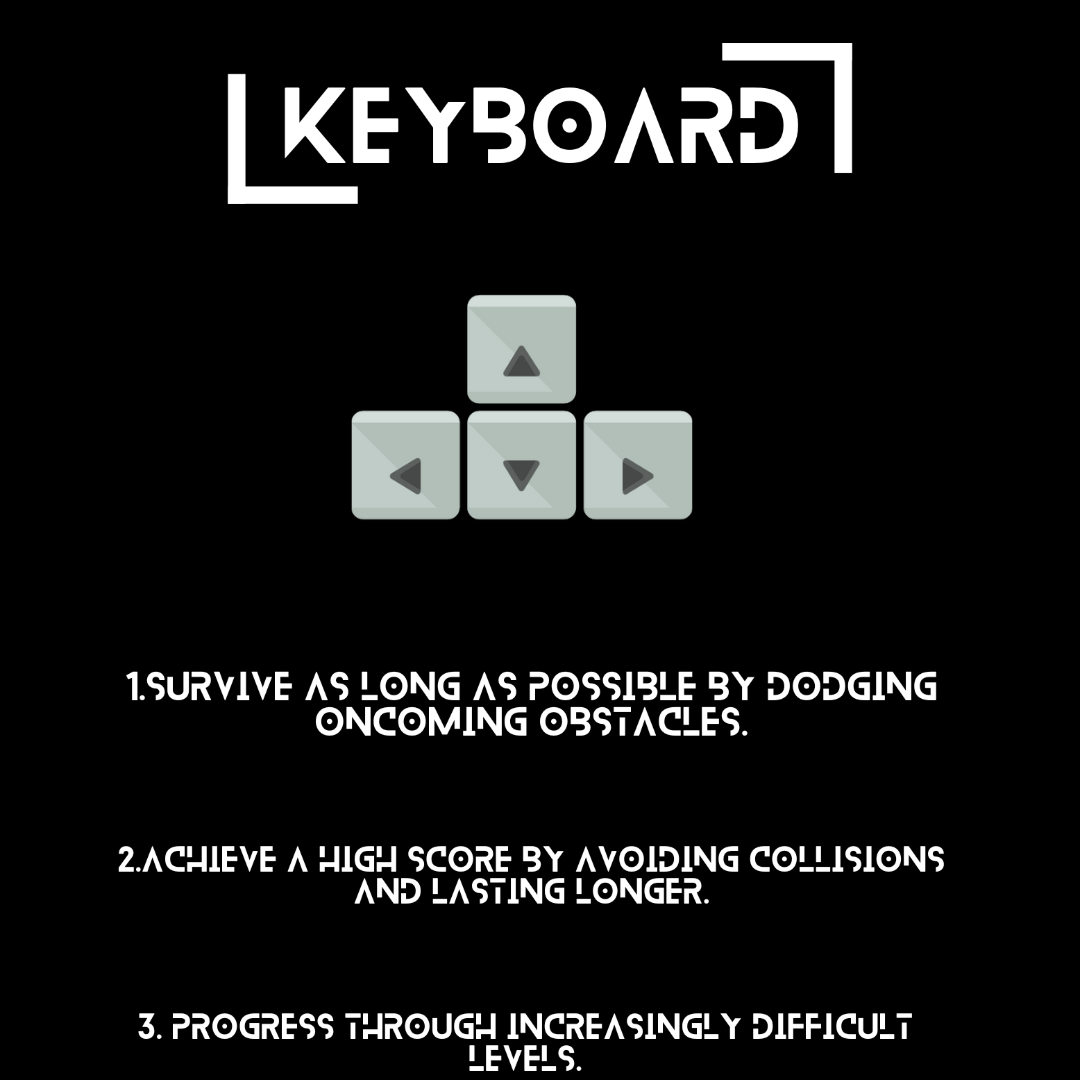 KEYBOARD
1.SURVIVE AS LONG AS POSSIBLE BY DODGING
ONCOMING OBSTACLES.
2.ACHIEVE A HIGH SCORE BY AVOIDING COLLISIONS
AND LASTING LONGER.
3. PROGRESS THROUGH INCREASINGLY DIFFICULT
LEVELS.